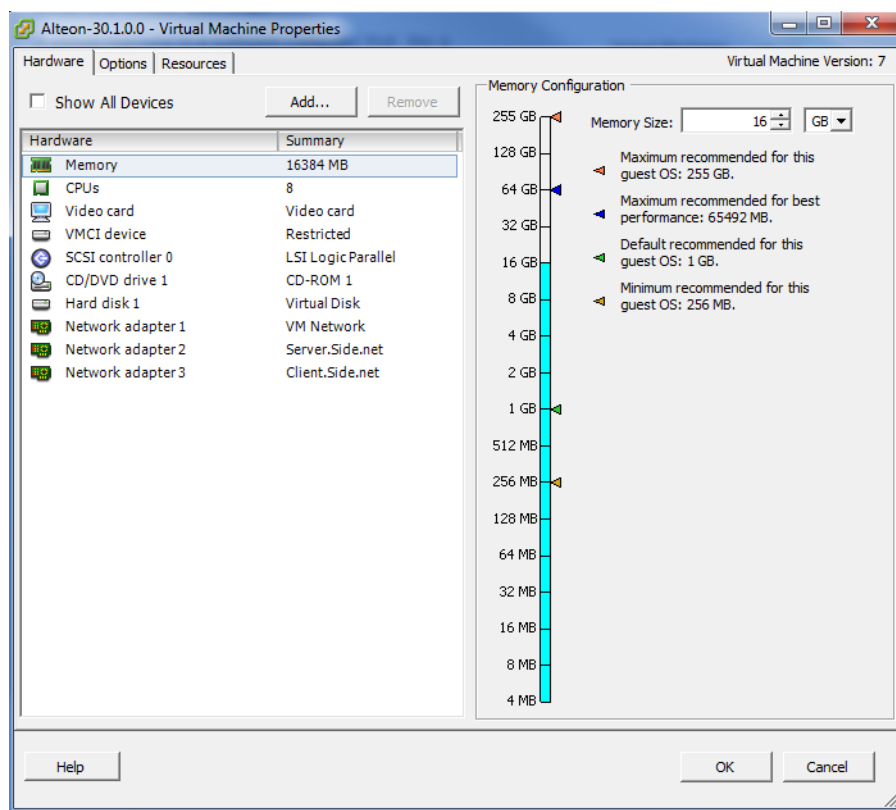 Alteon-30.1.0.0 - Virtual Machine Properties
Hardware Options Resources Virtual Machine Version: 7
Show All Devices Add... Remove
Hardware Summary
Memory 16384 MB
CPUs 8
Video card Video card
VMCI device Restricted
SCSI controller 0 LSI Logic Parallel
CD/DVD drive 1 CD-ROM 1
Hard disk 1 Virtual Disk
Network adapter 1 VM Network
Network adapter 2 Server.Side.net
Network adapter 3 Client.Side.net
Memory Configuration
255 GB
128 GB
64 GB
32 GB
16 GB
8 GB
4 GB
2 GB
1 GB
512 MB
256 MB
128 MB
64 MB
32 MB
16 MB
8 MB
4 MB
Memory Size: 16 GB
Maximum recommended for this
guest OS: 255 GB.
Maximum recommended for best
performance: 65492 MB.
Default recommended for this
guest OS: 1 GB.
Minimum recommended for this
guest OS: 256 MB.
Help OK Cancel